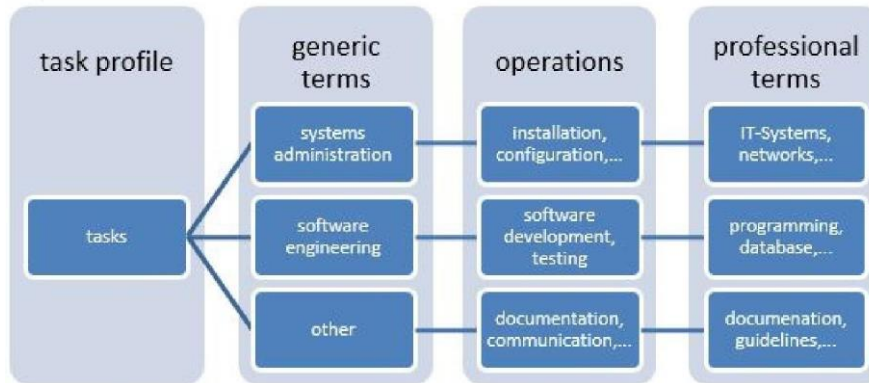 task profile
generic
terms
operations
professional
terms
systems
administration
installation,
configuration,...
IT-Systems,
networks,...
tasks
software
engineering
software
development,
testing
programming,
database,...
other
documentation,
communication,...
documenation,
guidelines,...